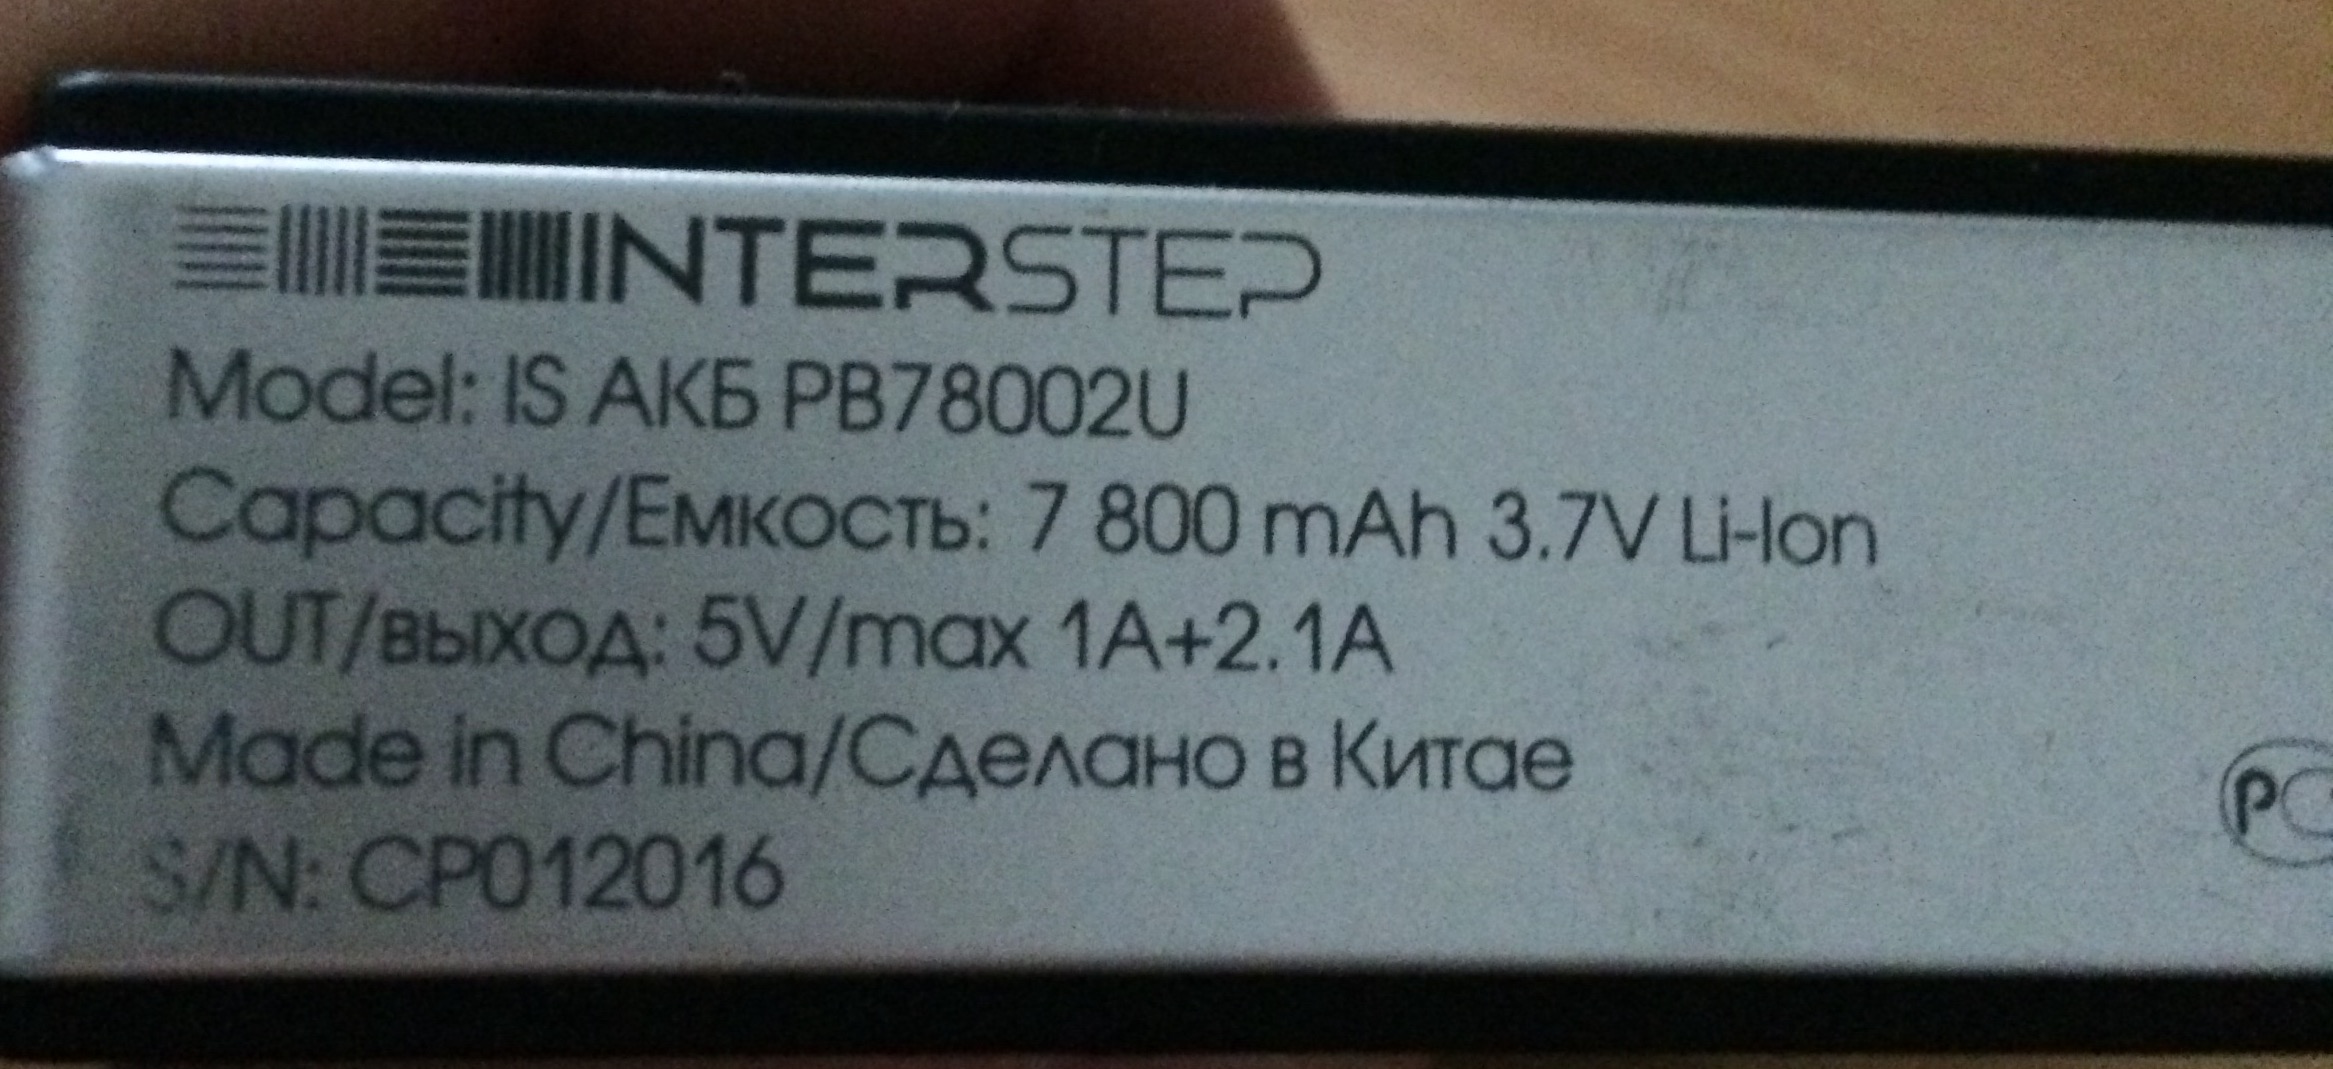 INTERSTEP
Model: IS АКБ PB78002U
Capacity/Емкость: 7 800 mAh 3.7V Li-Ion
OUT/выход: 5V/max 1A+2.1A
Made in China/Сделано в Китае
S/N: CP012016